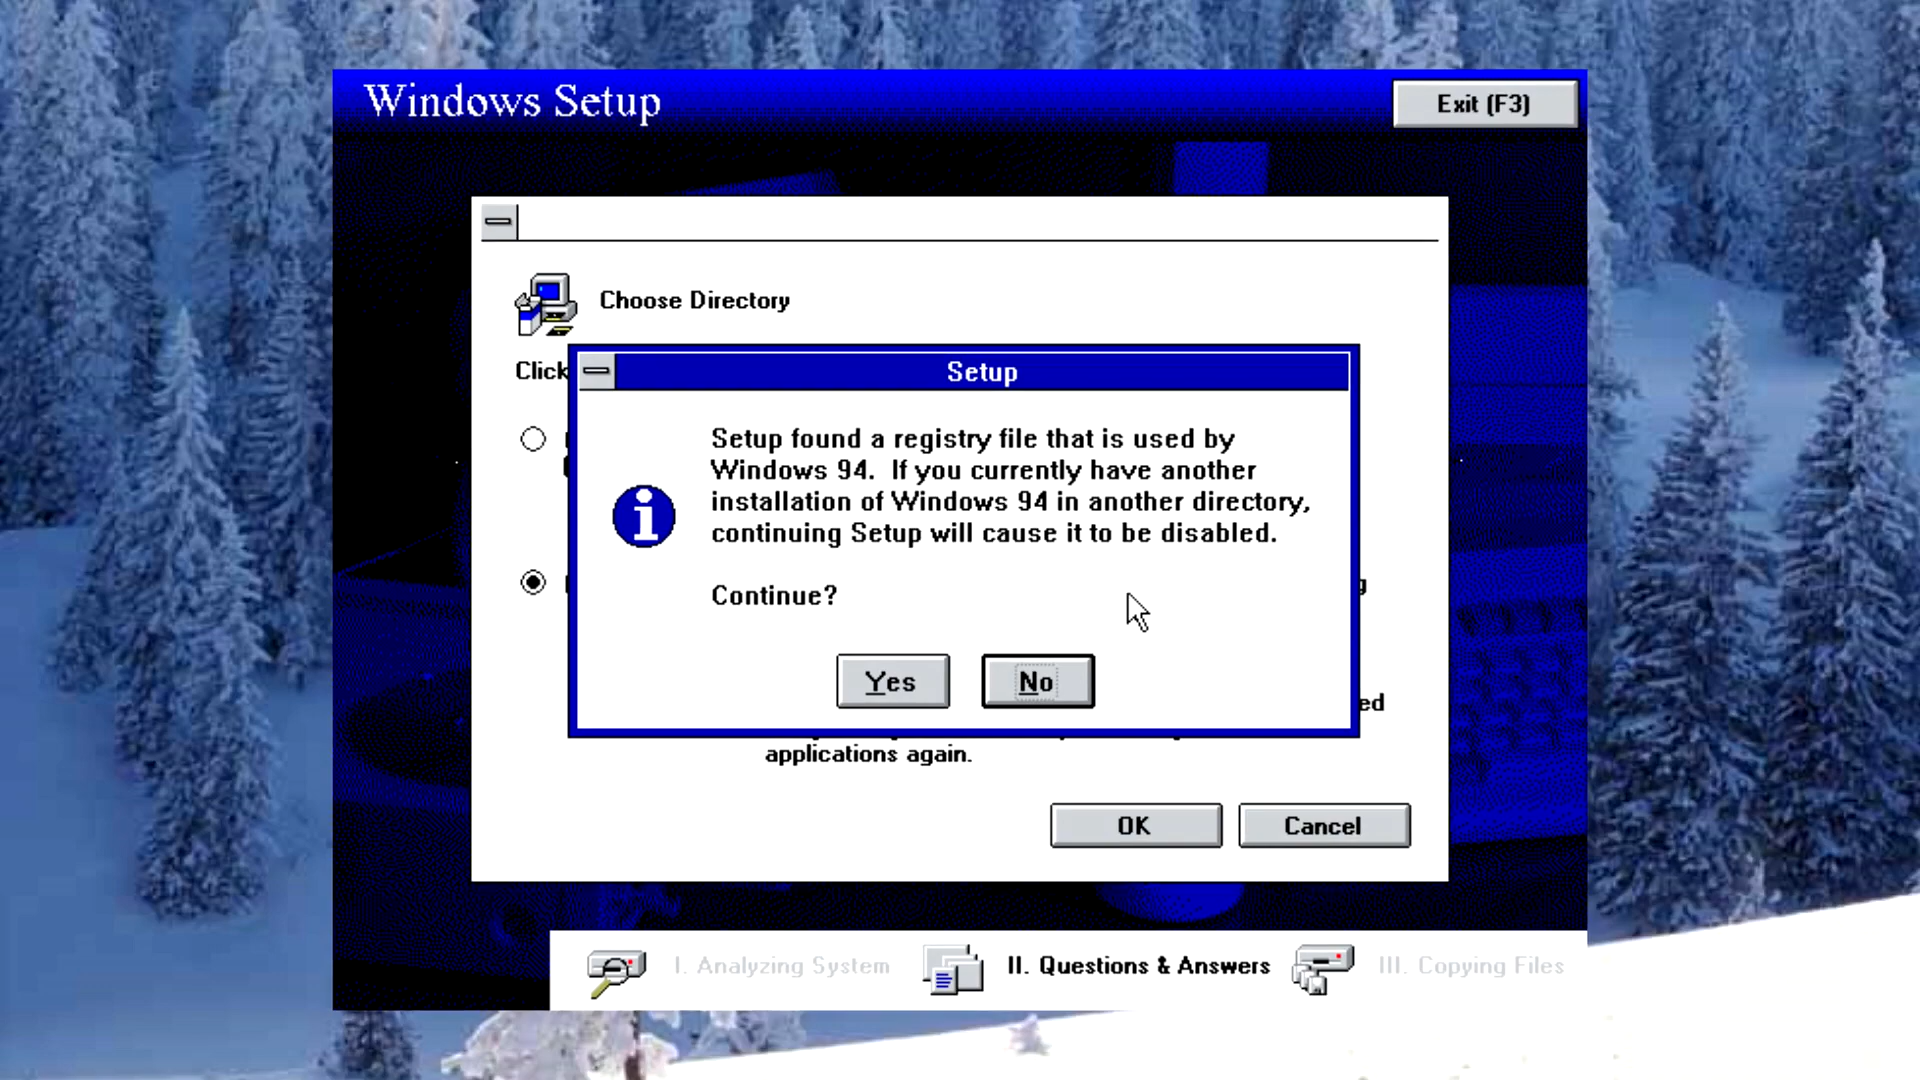 Windows Setup
Exit (F3)
Choose Directory
Click
Setup
Setup found a registry file that is used by
Windows 94. If you currently have another
installation of Windows 94 in another directory,
continuing Setup will cause it to be disabled.
Continue?
Yes
No
ed
applications again.
OK
Cancel
I. Analyzing System
II. Questions & Answers
III. Copying Files